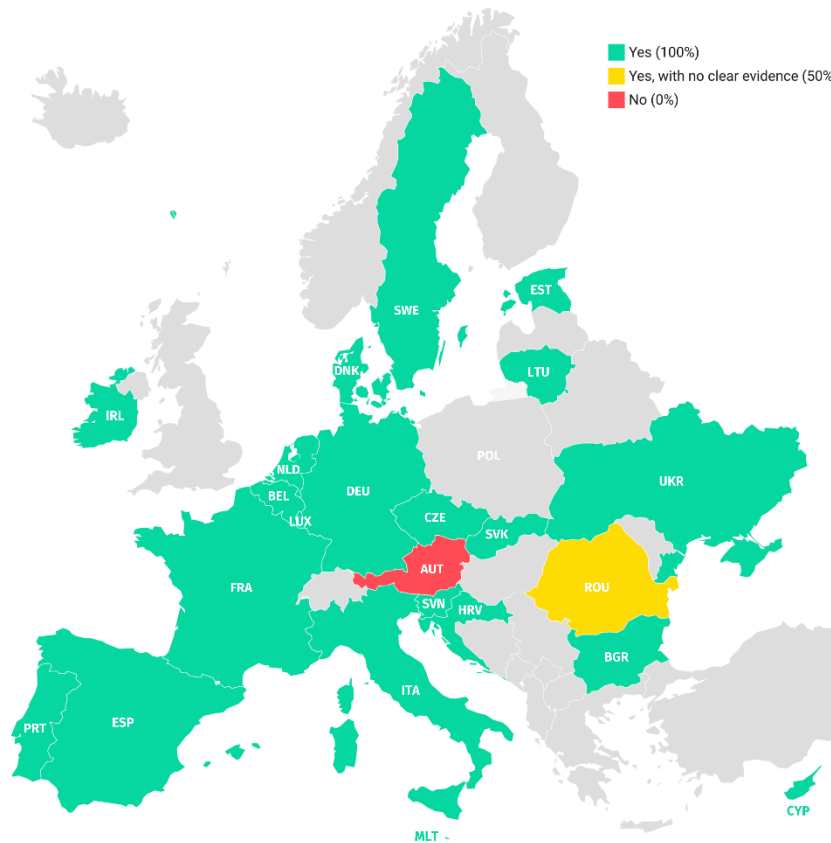 Yes (100%)
Yes, with no clear evidence (50%
No (0%)
SWE
EST
DNK
LTU
IRL
POL
NLD
UKR
DEU
BEL
CZE
LUX
SVK
AUT
FRA
ROU
SVN
HRV
BGR
ITA
ESP
PRT
CYP
MLT